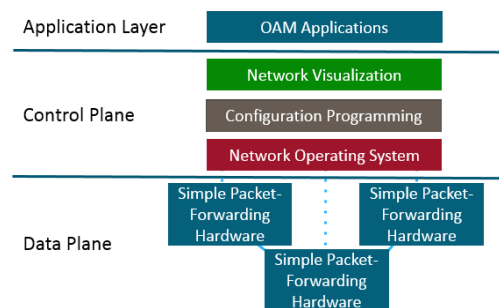 Application Layer
OAM Applications
Network Visualization
Control Plane
Configuration Programming
Network Operating System
Simple Packet-
Forwarding
Hardware
Simple Packet-
Forwarding
Hardware
Data Plane
Simple Packet-
Forwarding
Hardware